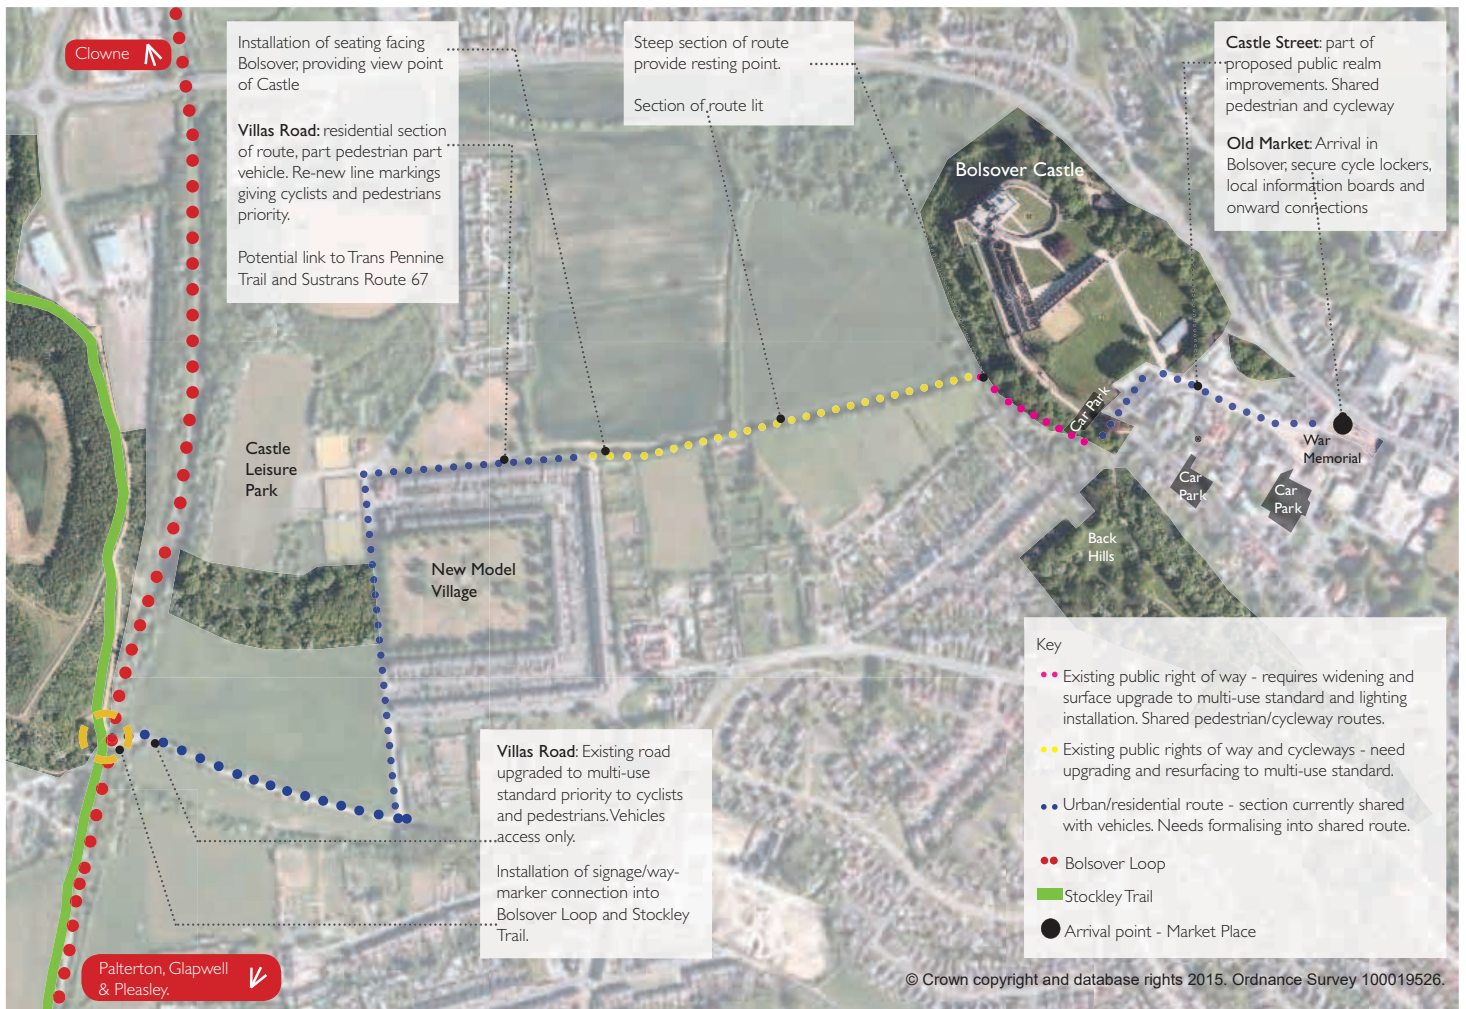 Clowne
Installation of seating facing
Bolsover, providing view point
of Castle
Villas Road: residential section
of route, part pedestrian part
vehicle. Re-new line markings
giving cyclists and pedestrians
priority.
Potential link to Trans Pennine
Trail and Sustrans Route 67
Steep section of route
provide resting point.
Section of route lit
Castle Street: part of
proposed public realm
improvements. Shared
pedestrian and cycleway
Old Market: Arrival in
Bolsover, secure cycle lockers,
local information boards and
onward connections
Bolsover Castle
Car Park
War
Memorial
Car
Park
Car
Park
Back
Hills
Castle
Leisure
Park
New Model
Village
Villas Road: Existing road
upgraded to multi-use
standard priority to cyclists
and pedestrians. Vehicles
access only.
Installation of signage/way-
marker connection into
Bolsover Loop and Stockley
Trail.
Key
Existing public right of way - requires widening and
surface upgrade to multi-use standard and lighting
installation. Shared pedestrian/cycleway routes.
Existing public rights of way and cycleways - need
upgrading and resurfacing to multi-use standard.
Urban/residential route - section currently shared
with vehicles. Needs formalising into shared route.
Bolsover Loop
Stockley Trail
Arrival point - Market Place
Palterton, Glapwell
& Pleasley.
© Crown copyright and database rights 2015. Ordnance Survey 100019526.